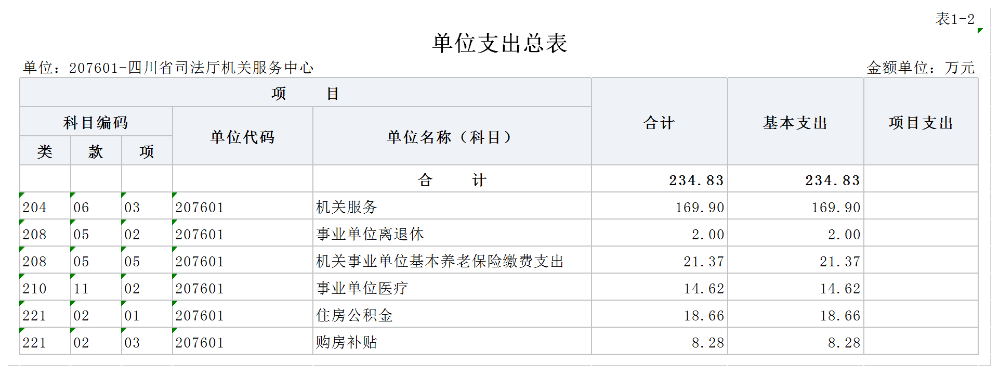 表1-2
单位支出总表
单位：207601-四川省司法厅机关服务中心 金额单位：万元
项 目 合计 基本支出 项目支出
科目编码 单位代码 单位名称（科目）
类 款 项
合 计 234.83 234.83
204 06 03 207601 机关服务 169.90 169.90
208 05 02 207601 事业单位离退休 2.00 2.00
208 05 05 207601 机关事业单位基本养老保险缴费支出 21.37 21.37
210 11 02 207601 事业单位医疗 14.62 14.62
221 02 01 207601 住房公积金 18.66 18.66
221 02 03 207601 购房补贴 8.28 8.28